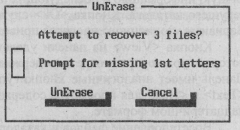 UnErase
Attempt to recover 3 files?
Prompt for missing 1st letters
UnErase Cancel